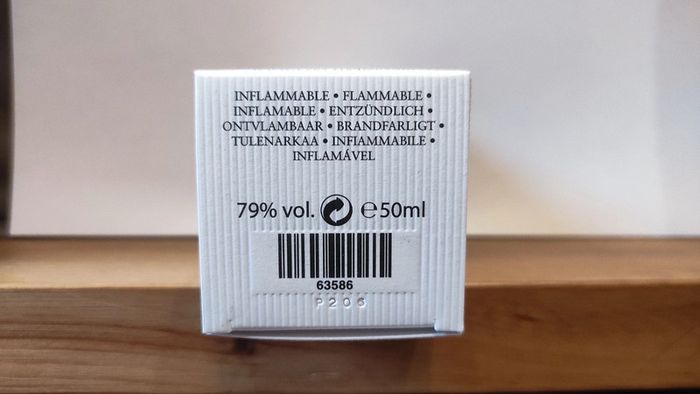 INFLAMMABLE • FLAMMABLE •
INFLAMABLE • ENTZÜNDLICH •
ONTVLAMBAAR • BRANDFARLIGT •
TULENARKAA • INFIAMMABILE •
INFLAMÁVEL
79% vol. ℮50ml
63586
P206